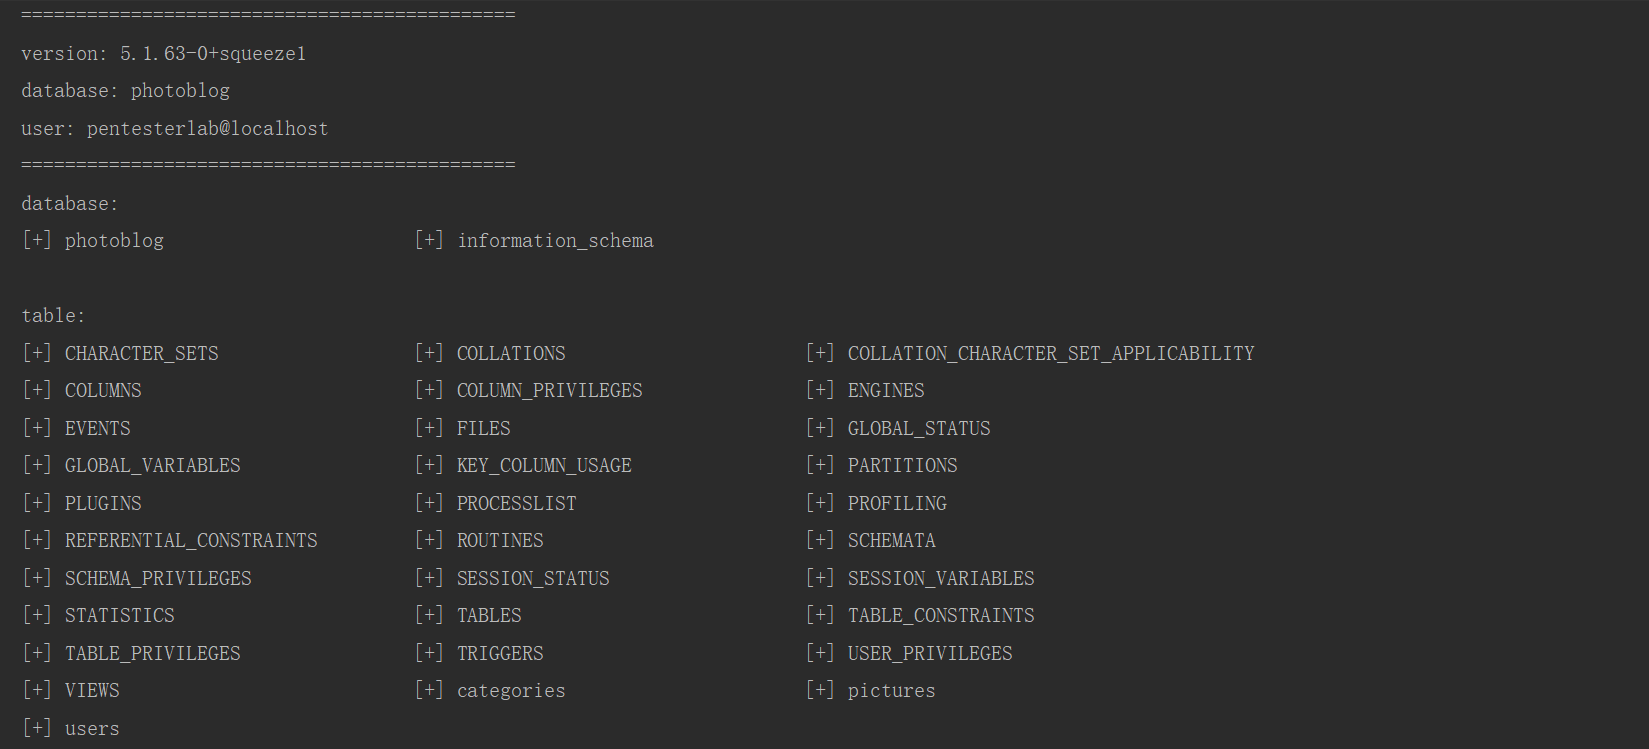 =============================================
version: 5.1.63-0+squeeze1
database: photoblog
user: pentesterlab@localhost
=============================================
database:
[+] photoblog [+] information_schema
table:
[+] CHARACTER_SETS [+] COLLATIONS [+] COLLATION_CHARACTER_SET_APPLICABILITY
[+] COLUMNS [+] COLUMN_PRIVILEGES [+] ENGINES
[+] EVENTS [+] FILES [+] GLOBAL_STATUS
[+] GLOBAL_VARIABLES [+] KEY_COLUMN_USAGE [+] PARTITIONS
[+] PLUGINS [+] PROCESSLIST [+] PROFILING
[+] REFERENTIAL_CONSTRAINTS [+] ROUTINES [+] SCHEMATA
[+] SCHEMA_PRIVILEGES [+] SESSION_STATUS [+] SESSION_VARIABLES
[+] STATISTICS [+] TABLES [+] TABLE_CONSTRAINTS
[+] TABLE_PRIVILEGES [+] TRIGGERS [+] USER_PRIVILEGES
[+] VIEWS [+] categories [+] pictures
[+] users